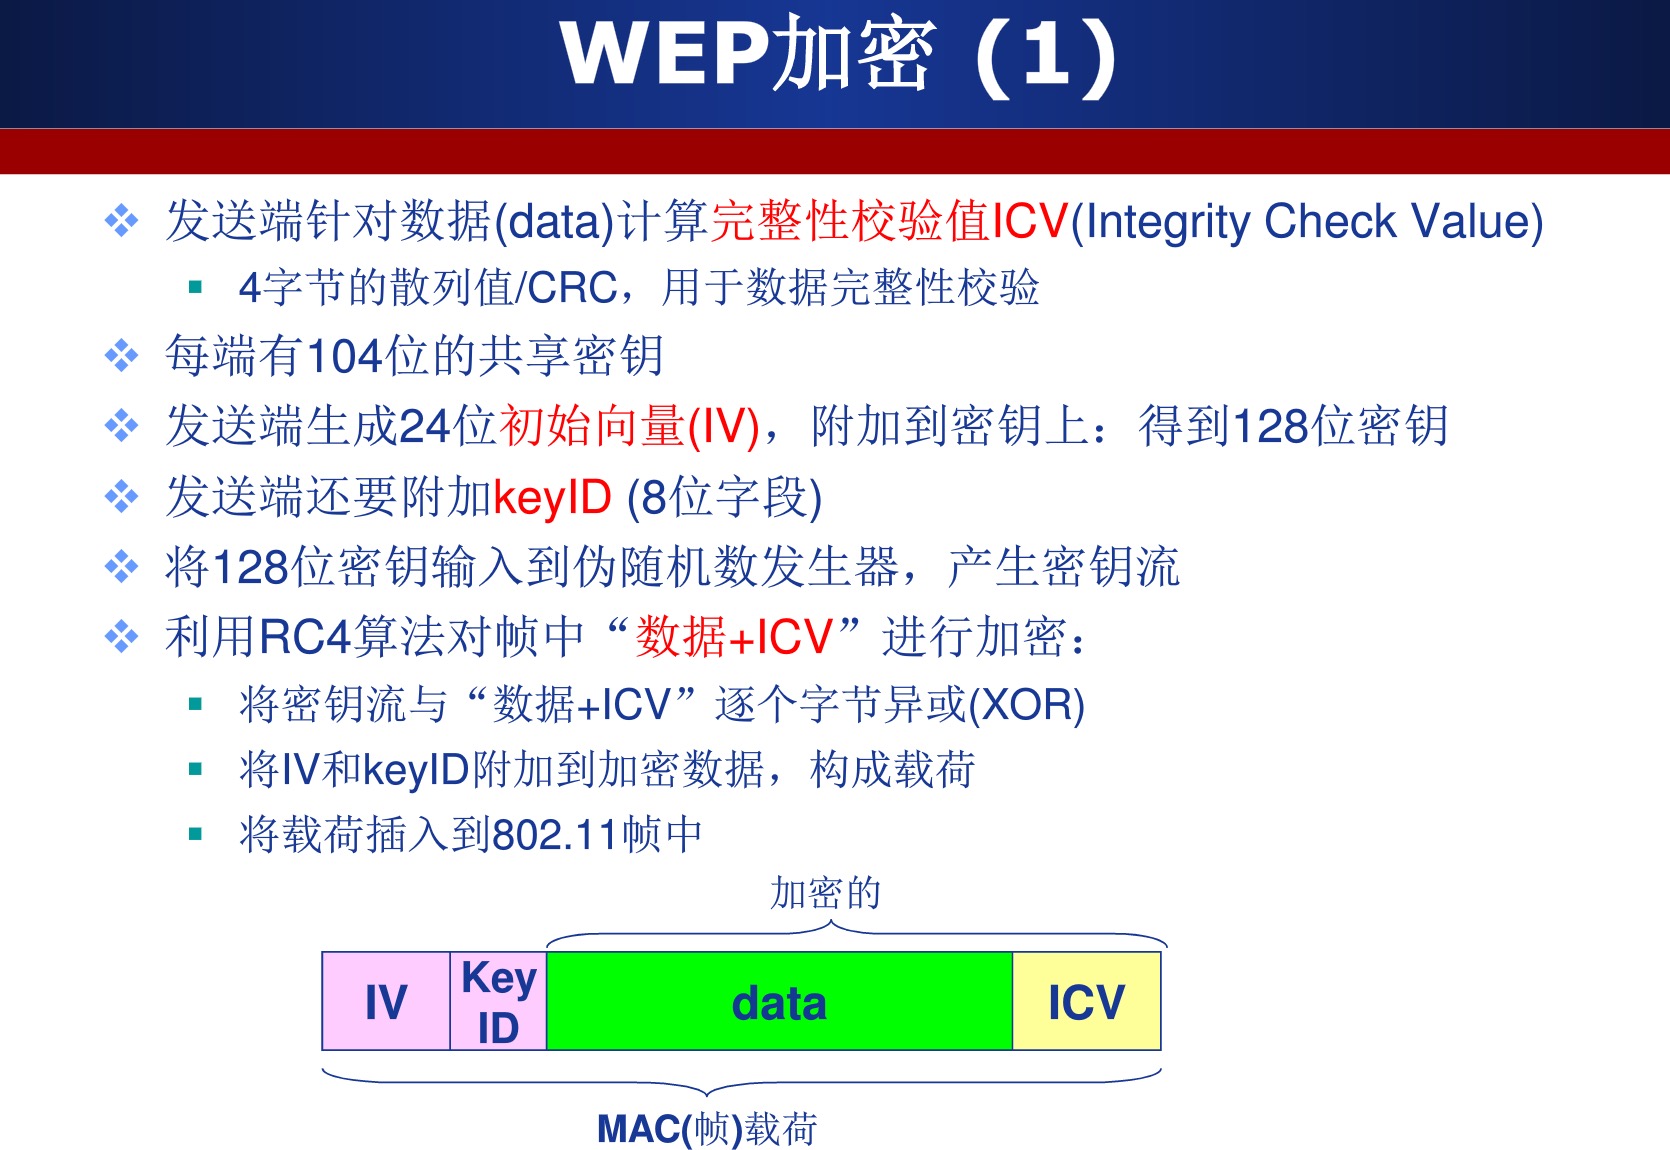 WEP加密 (1)
发送端针对数据(data)计算完整性校验值ICV(Integrity Check Value)
4字节的散列值/CRC，用于数据完整性校验
每端有104位的共享密钥
发送端生成24位初始向量(IV)，附加到密钥上：得到128位密钥
发送端还要附加keyID (8位字段)
将128位密钥输入到伪随机数发生器，产生密钥流
利用RC4算法对帧中“数据+ICV”进行加密：
将密钥流与“数据+ICV”逐个字节异或(XOR)
将IV和keyID附加到加密数据，构成载荷
将载荷插入到802.11帧中
加密的
IV
Key
ID
data
ICV
MAC(帧)载荷